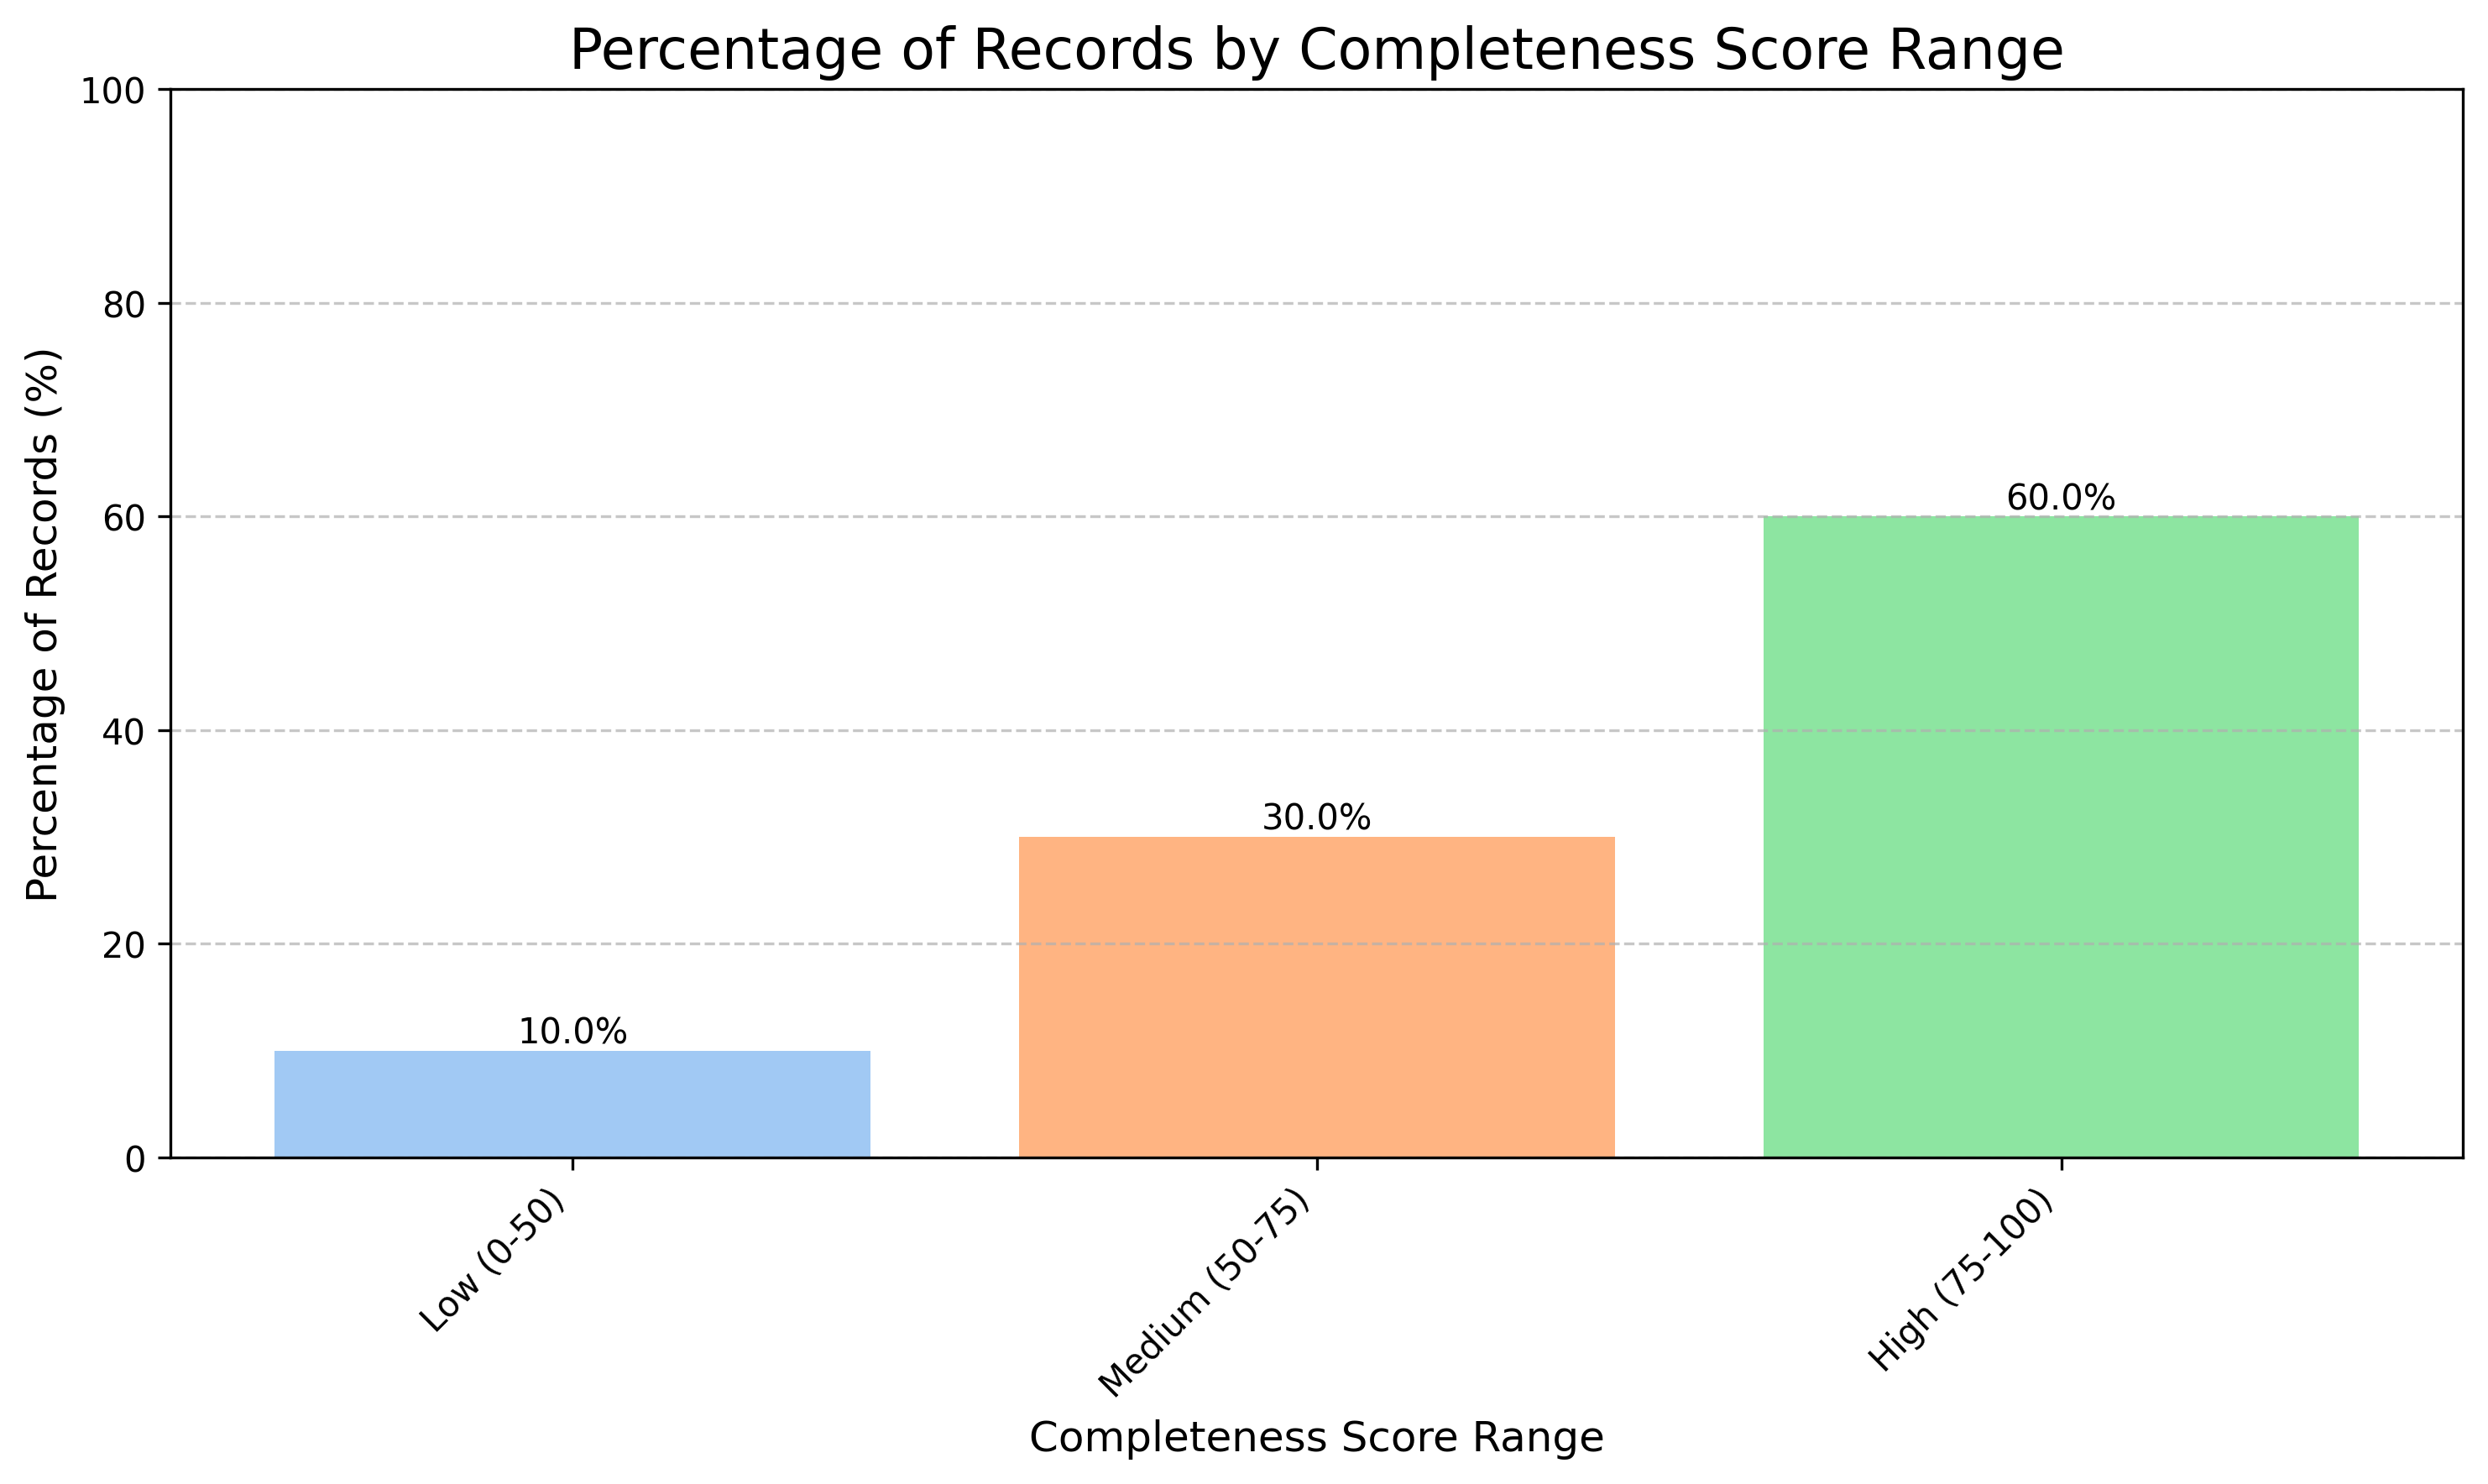 Percentage of Records by Completeness Score Range
Percentage of Records (%)
100
80
60
40
20
0
10.0%
30.0%
60.0%
Low (0-50)
Medium (50-75)
High (75-100)
Completeness Score Range